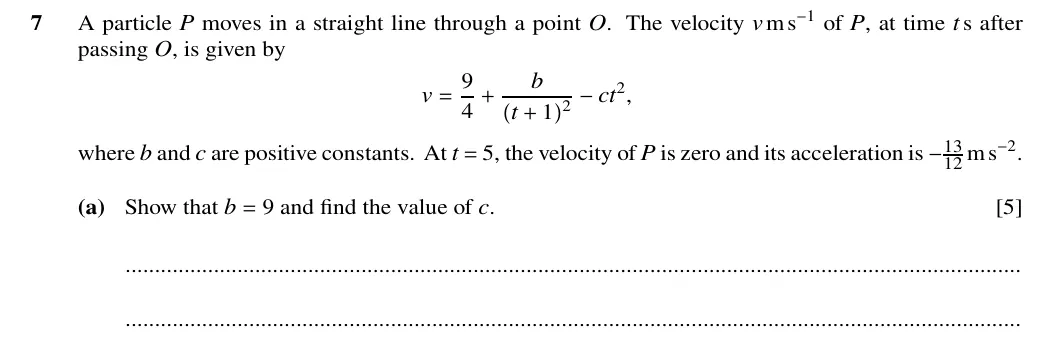 7 A particle P moves in a straight line through a point O. The velocity v m s⁻¹ of P, at time t s after
passing O, is given by
v = 9/4 + b/(t + 1)² − ct²,
where b and c are positive constants. At t = 5, the velocity of P is zero and its acceleration is −13/12 m s⁻².
(a) Show that b = 9 and find the value of c. [5]